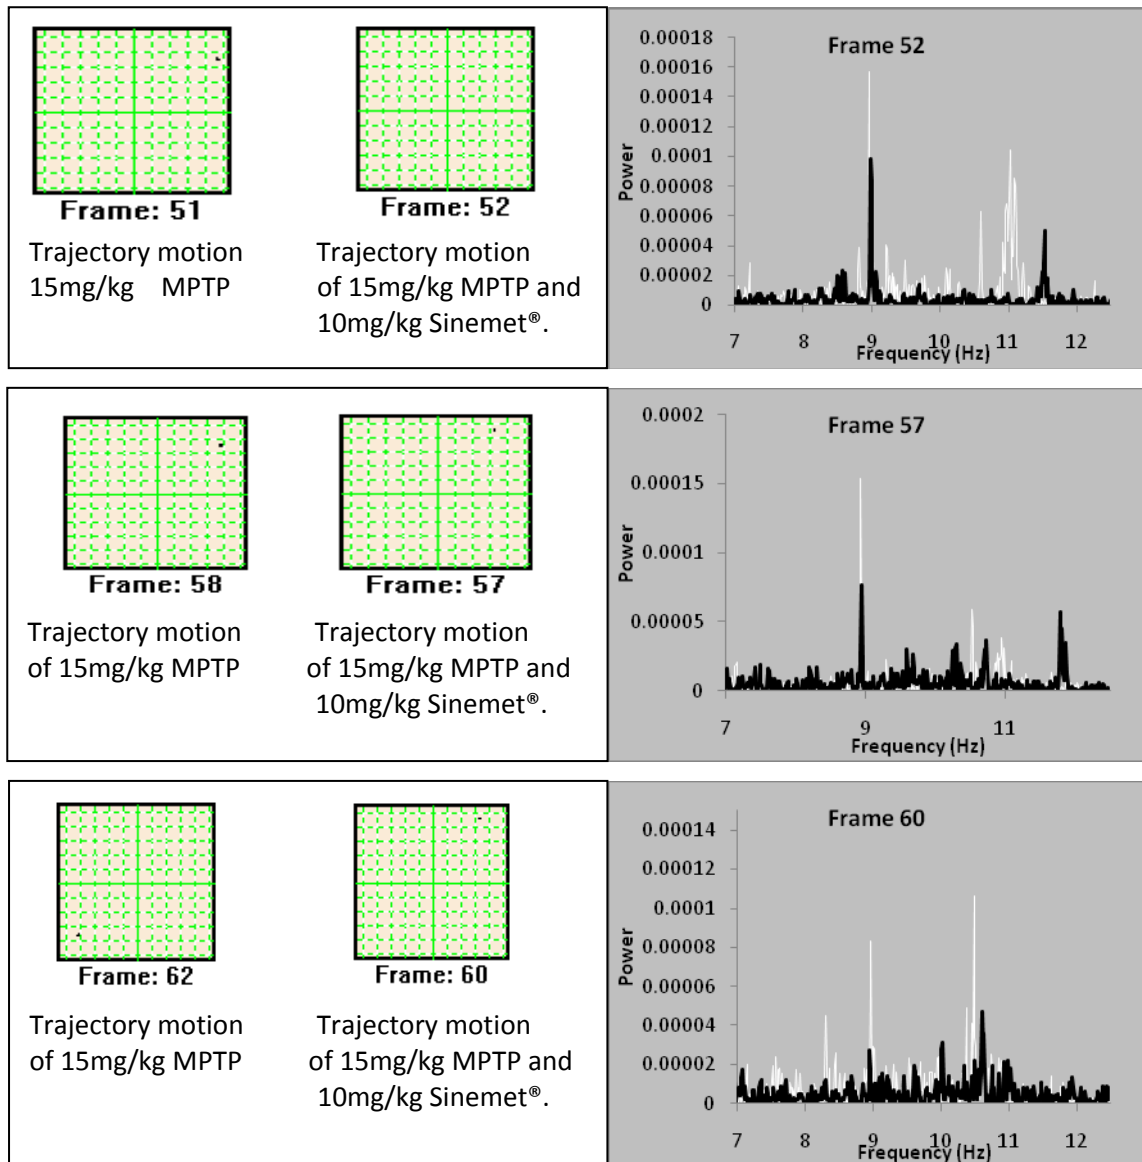 Frame: 51
Frame: 52
Trajectory motion
15mg/kg MPTP
Trajectory motion
of 15mg/kg MPTP and
10mg/kg Sinemet®.
Frame 52
Power
0.00018
0.00016
0.00014
0.00012
0.0001
0.00008
0.00006
0.00004
0.00002
0
7 8 9 10 11 12
Frequency (Hz)
Frame: 58
Frame: 57
Trajectory motion
of 15mg/kg MPTP
Trajectory motion
of 15mg/kg MPTP and
10mg/kg Sinemet®.
Frame 57
Power
0.0002
0.00015
0.0001
0.00005
0
7 9 11
Frequency (Hz)
Frame: 62
Frame: 60
Trajectory motion
of 15mg/kg MPTP
Trajectory motion
of 15mg/kg MPTP and
10mg/kg Sinemet®.
Frame 60
Power
0.00014
0.00012
0.0001
0.00008
0.00006
0.00004
0.00002
0
7 8 9 10 11 12
Frequency (Hz)